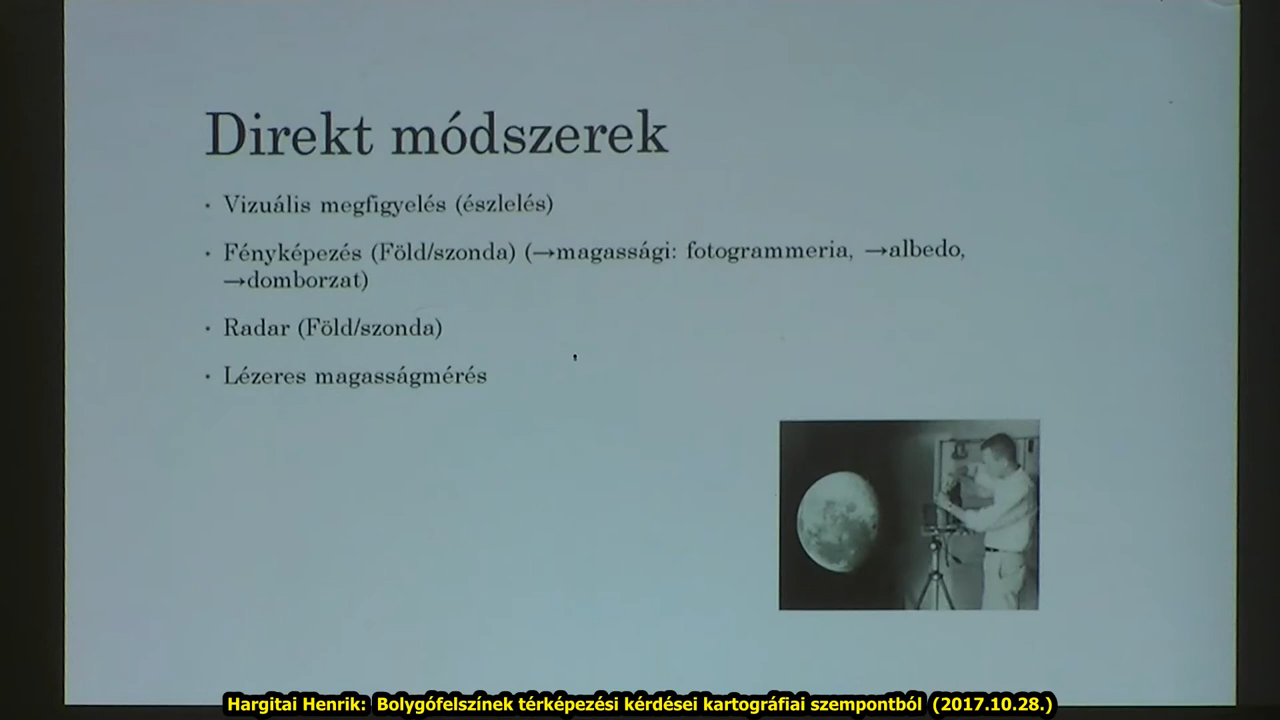 Direkt módszerek
• Vizuális megfigyelés (észlelés)
• Fényképezés (Föld/szonda) (→magassági: fotogrammeria, →albedo,
→domborzat)
• Radar (Föld/szonda)
• Lézeres magasságmérés
Hargitai Henrik: Bolygófelszínek térképezési kérdései kartográfiai szempontból (2017.10.28.)